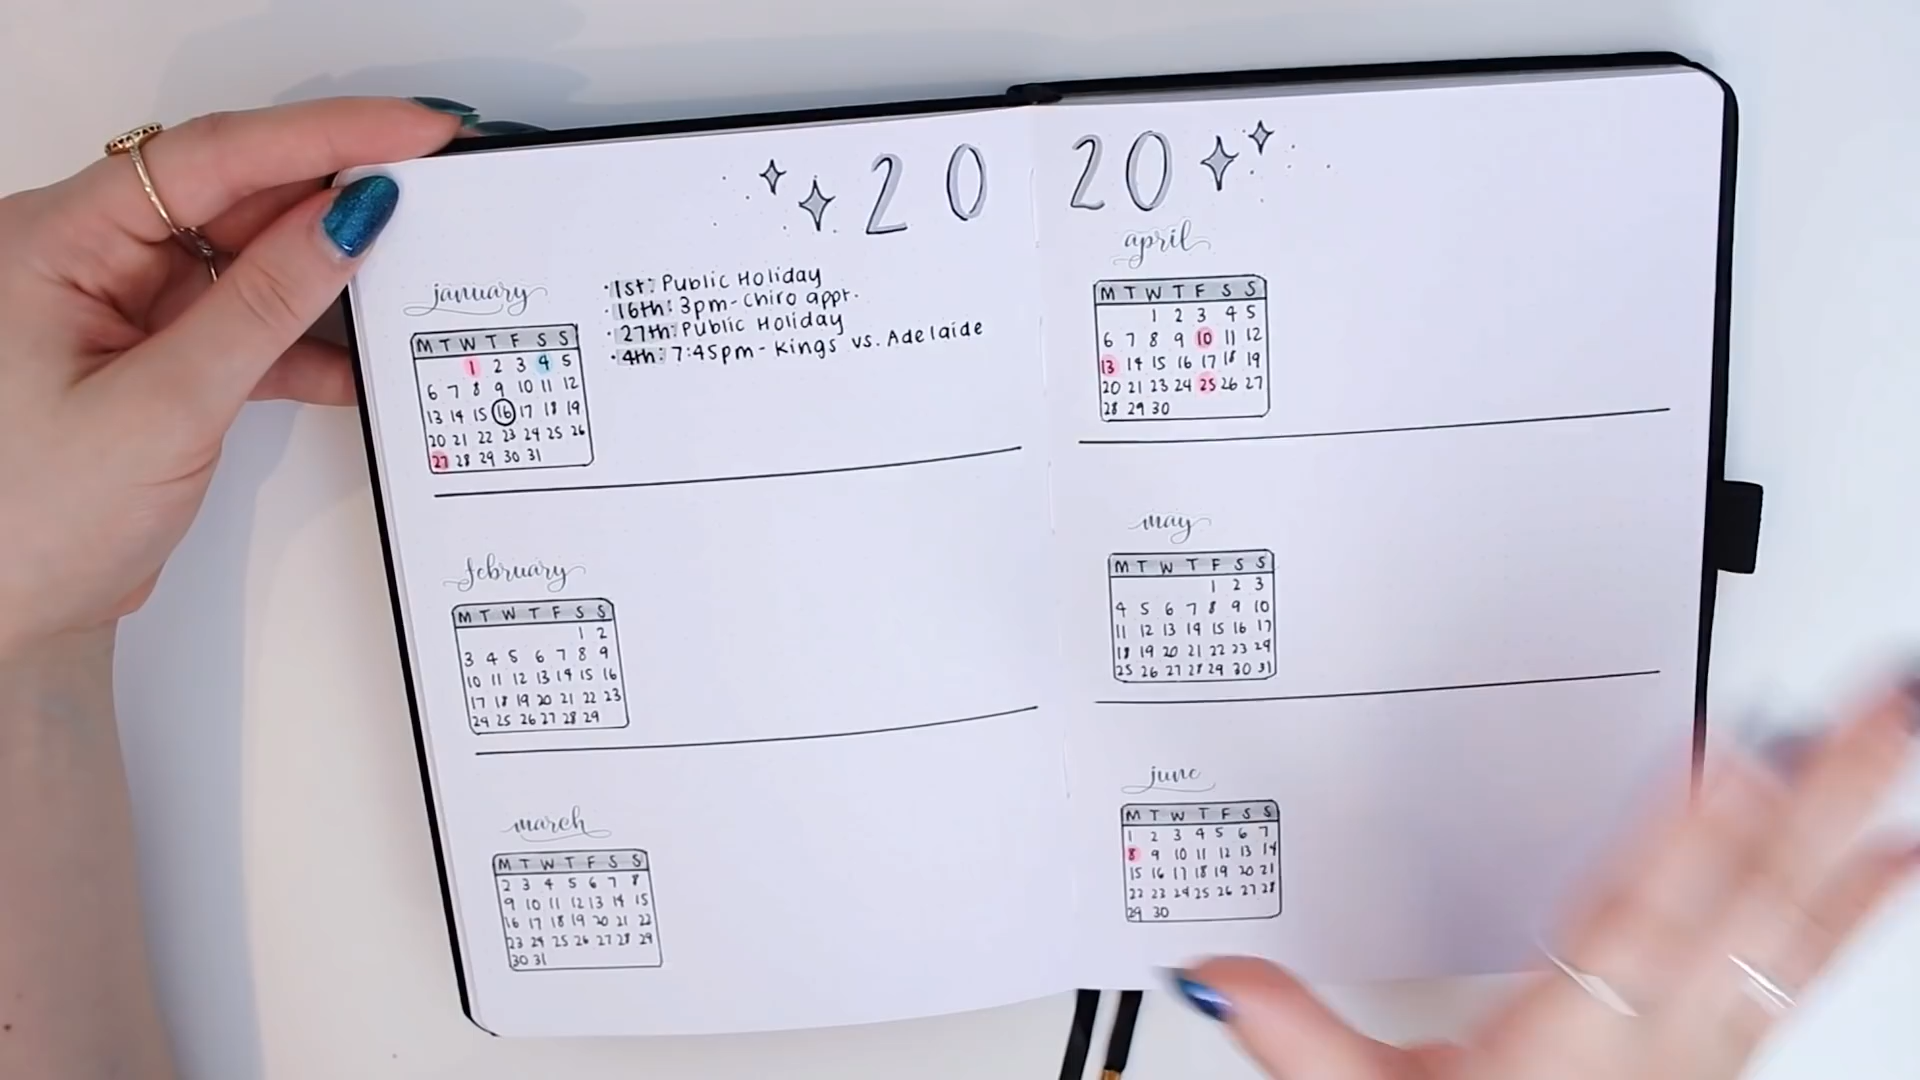 20 20
january
M T W T F S S
1 2 3 4 5
6 7 8 9 10 11 12
13 14 15 16 17 18 19
20 21 22 23 24 25 26
27 28 29 30 31
· 1st: Public Holiday
· 16th: 3pm - Chiro appt.
· 27th: Public Holiday
· 4th: 7:45pm - Kings vs. Adelaide
february
M T W T F S S
1 2
3 4 5 6 7 8 9
10 11 12 13 14 15 16
17 18 19 20 21 22 23
24 25 26 27 28 29
march
M T W T F S S
2 3 4 5 6 7 8
9 10 11 12 13 14 15
16 17 18 19 20 21 22
23 24 25 26 27 28 29
30 31
april
M T W T F S S
1 2 3 4 5
6 7 8 9 10 11 12
13 14 15 16 17 18 19
20 21 23 24 25 26 27
28 29 30
may
M T W T F S S
1 2 3
4 5 6 7 8 9 10
11 12 13 14 15 16 17
18 19 20 21 22 23 24
25 26 27 28 29 30 31
june
M T W T F S S
1 2 3 4 5 6 7
8 9 10 11 12 13 14
15 16 17 18 19 20 21
22 23 24 25 26 27 28
29 30